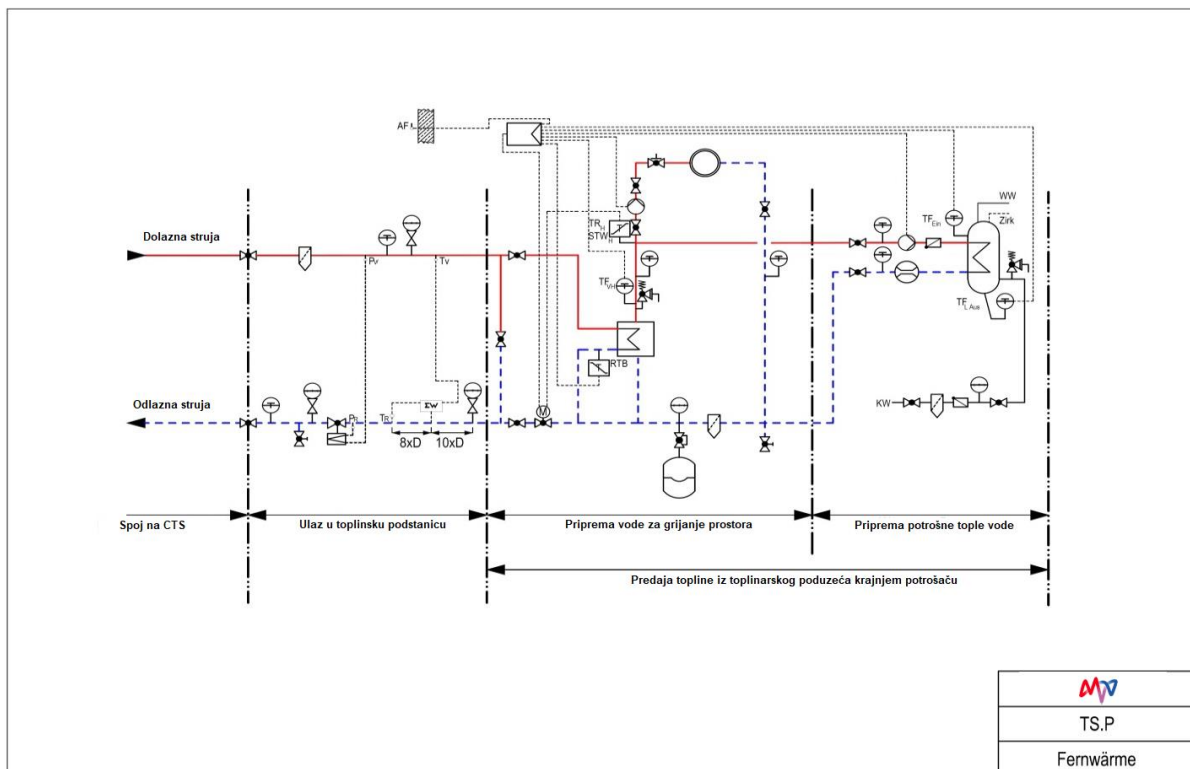 AF
WW
Zirk
TF Ein
TR H
STW H
Dolazna struja
PV
TV
TF VH
TF L Aus
RTB
M
Odlazna struja
PR
TR
ΣW
KW
8xD
10xD
Spoj na CTS
Ulaz u toplinsku podstanicu
Priprema vode za grijanje prostora
Priprema potrošne tople vode
Predaja topline iz toplinarskog poduzeća krajnjem potrošaču
MVV
TS.P
Fernwärme